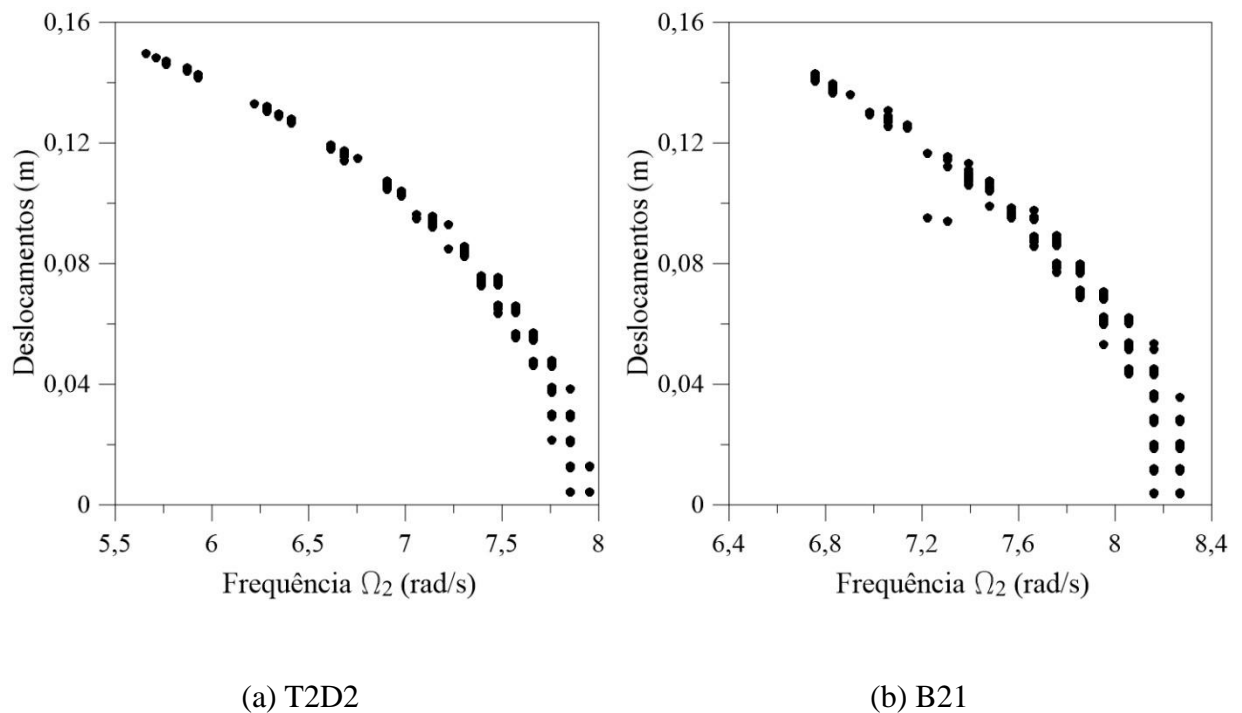 0,16
0,12
0,08
0,04
0
Deslocamentos (m)
5,5 6 6,5 7 7,5 8
Frequência Ω₂ (rad/s)
(a) T2D2
0,16
0,12
0,08
0,04
0
Deslocamentos (m)
6,4 6,8 7,2 7,6 8 8,4
Frequência Ω₂ (rad/s)
(b) B21